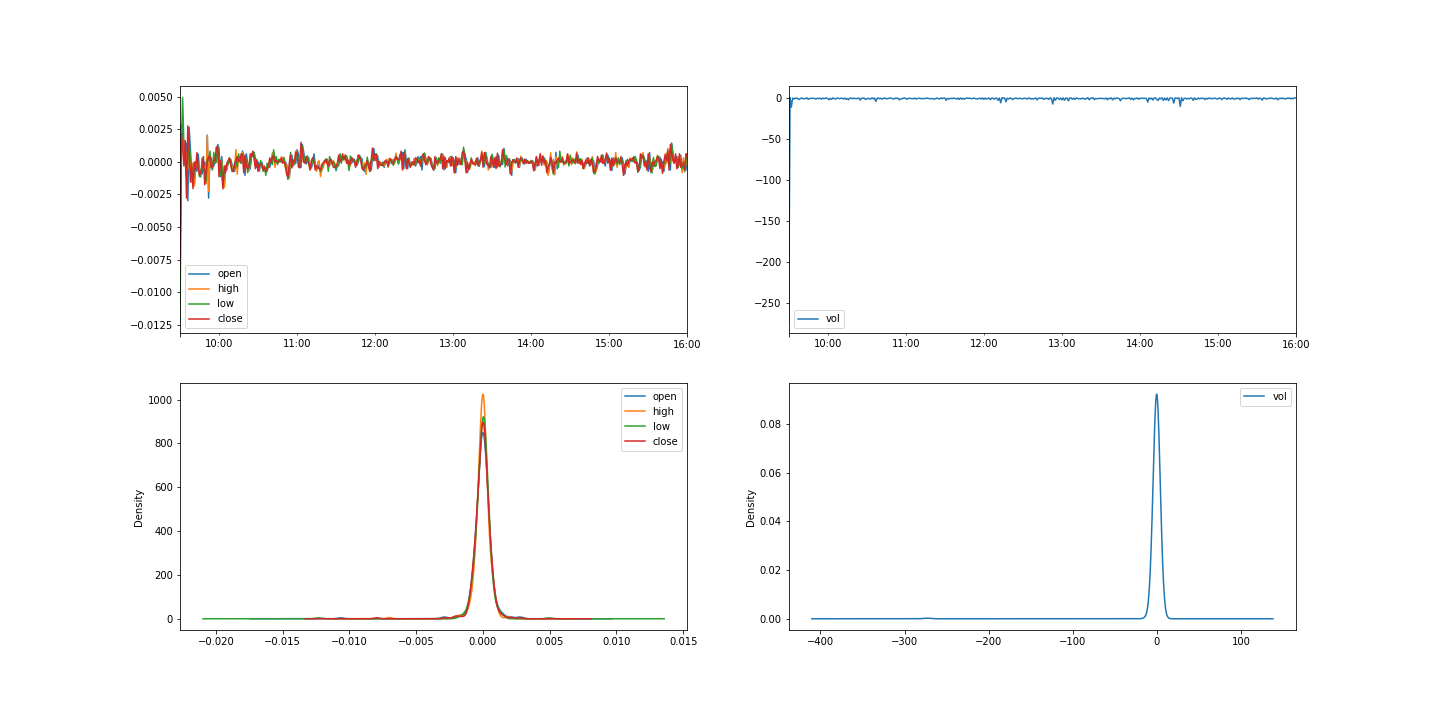 0.0050
0.0025
0.0000
−0.0025
−0.0050
−0.0075
−0.0100
−0.0125
open
high
low
close
10:00 11:00 12:00 13:00 14:00 15:00 16:00
0
−50
−100
−150
−200
−250
vol
10:00 11:00 12:00 13:00 14:00 15:00 16:00
Density
1000
800
600
400
200
0
open
high
low
close
−0.020 −0.015 −0.010 −0.005 0.000 0.005 0.010 0.015
Density
0.08
0.06
0.04
0.02
0.00
vol
−400 −300 −200 −100 0 100